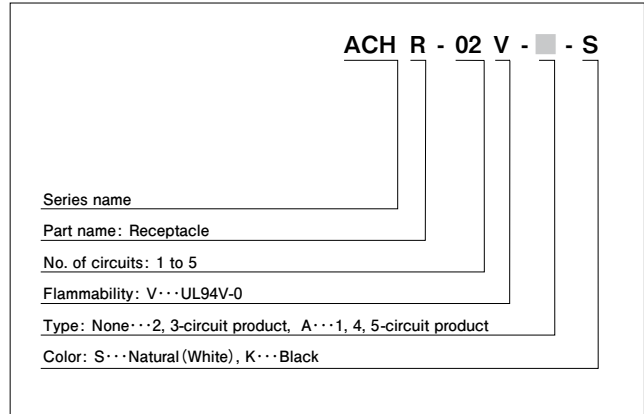 ACH R - 02 V - - S
Series name
Part name: Receptacle
No. of circuits: 1 to 5
Flammability: V···UL94V-0
Type: None···2, 3-circuit product, A···1, 4, 5-circuit product
Color: S···Natural(White), K···Black